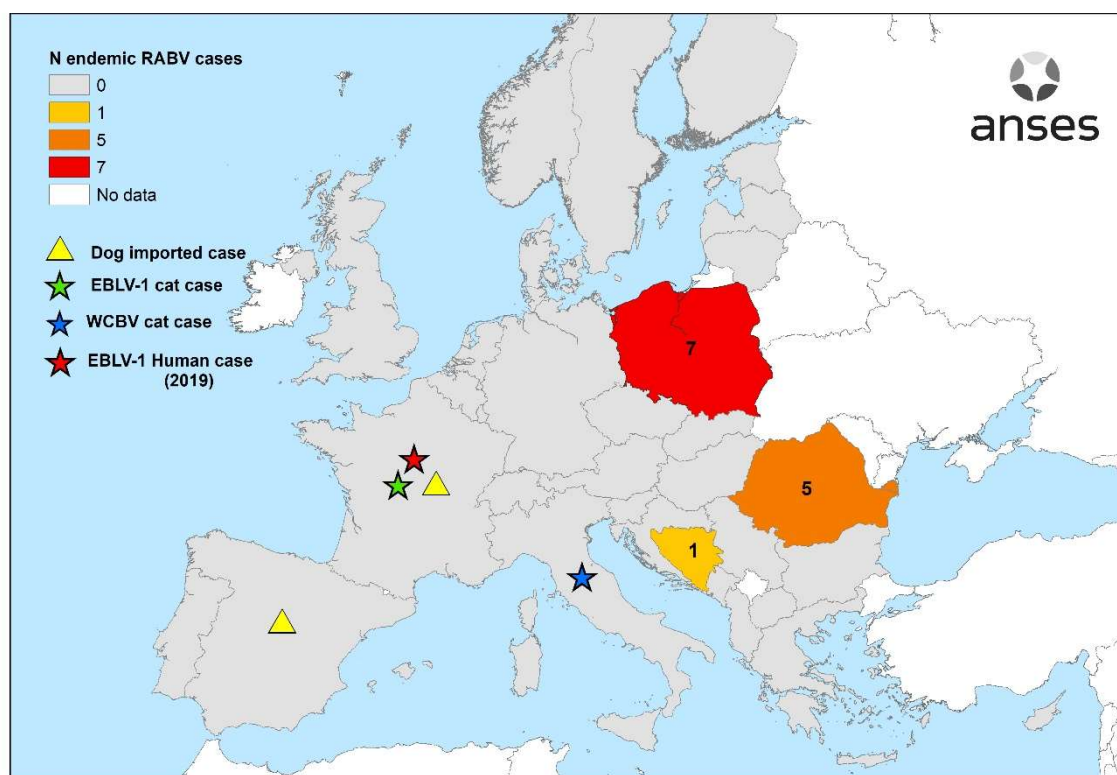 N endemic RABV cases
0
1
5
7
No data
Dog imported case
EBLV-1 cat case
WCBV cat case
EBLV-1 Human case
(2019)
anses
7
5
1